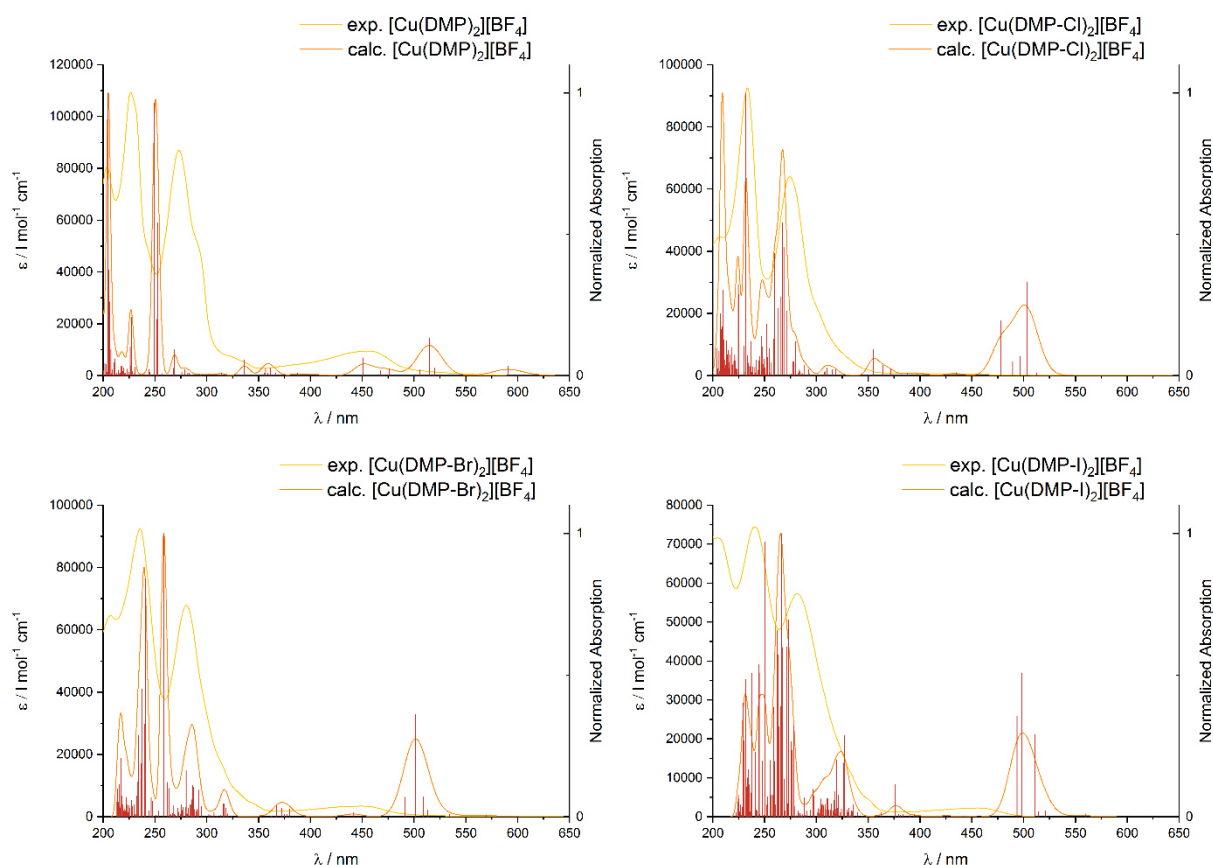 exp. [Cu(DMP)₂][BF₄]
calc. [Cu(DMP)₂][BF₄]
120000
100000
80000
60000
40000
20000
0
ε / l mol⁻¹ cm⁻¹
1
0
Normalized Absorption
200 250 300 350 400 450 500 550 600 650
λ / nm
exp. [Cu(DMP-Cl)₂][BF₄]
calc. [Cu(DMP-Cl)₂][BF₄]
100000
80000
60000
40000
20000
0
ε / l mol⁻¹ cm⁻¹
1
0
Normalized Absorption
200 250 300 350 400 450 500 550 600 650
λ / nm
exp. [Cu(DMP-Br)₂][BF₄]
calc. [Cu(DMP-Br)₂][BF₄]
100000
80000
60000
40000
20000
0
ε / l mol⁻¹ cm⁻¹
1
0
Normalized Absorption
200 250 300 350 400 450 500 550 600 650
λ / nm
exp. [Cu(DMP-I)₂][BF₄]
calc. [Cu(DMP-I)₂][BF₄]
80000
70000
60000
50000
40000
30000
20000
10000
0
ε / l mol⁻¹ cm⁻¹
1
0
Normalized Absorption
200 250 300 350 400 450 500 550 600 650
λ / nm